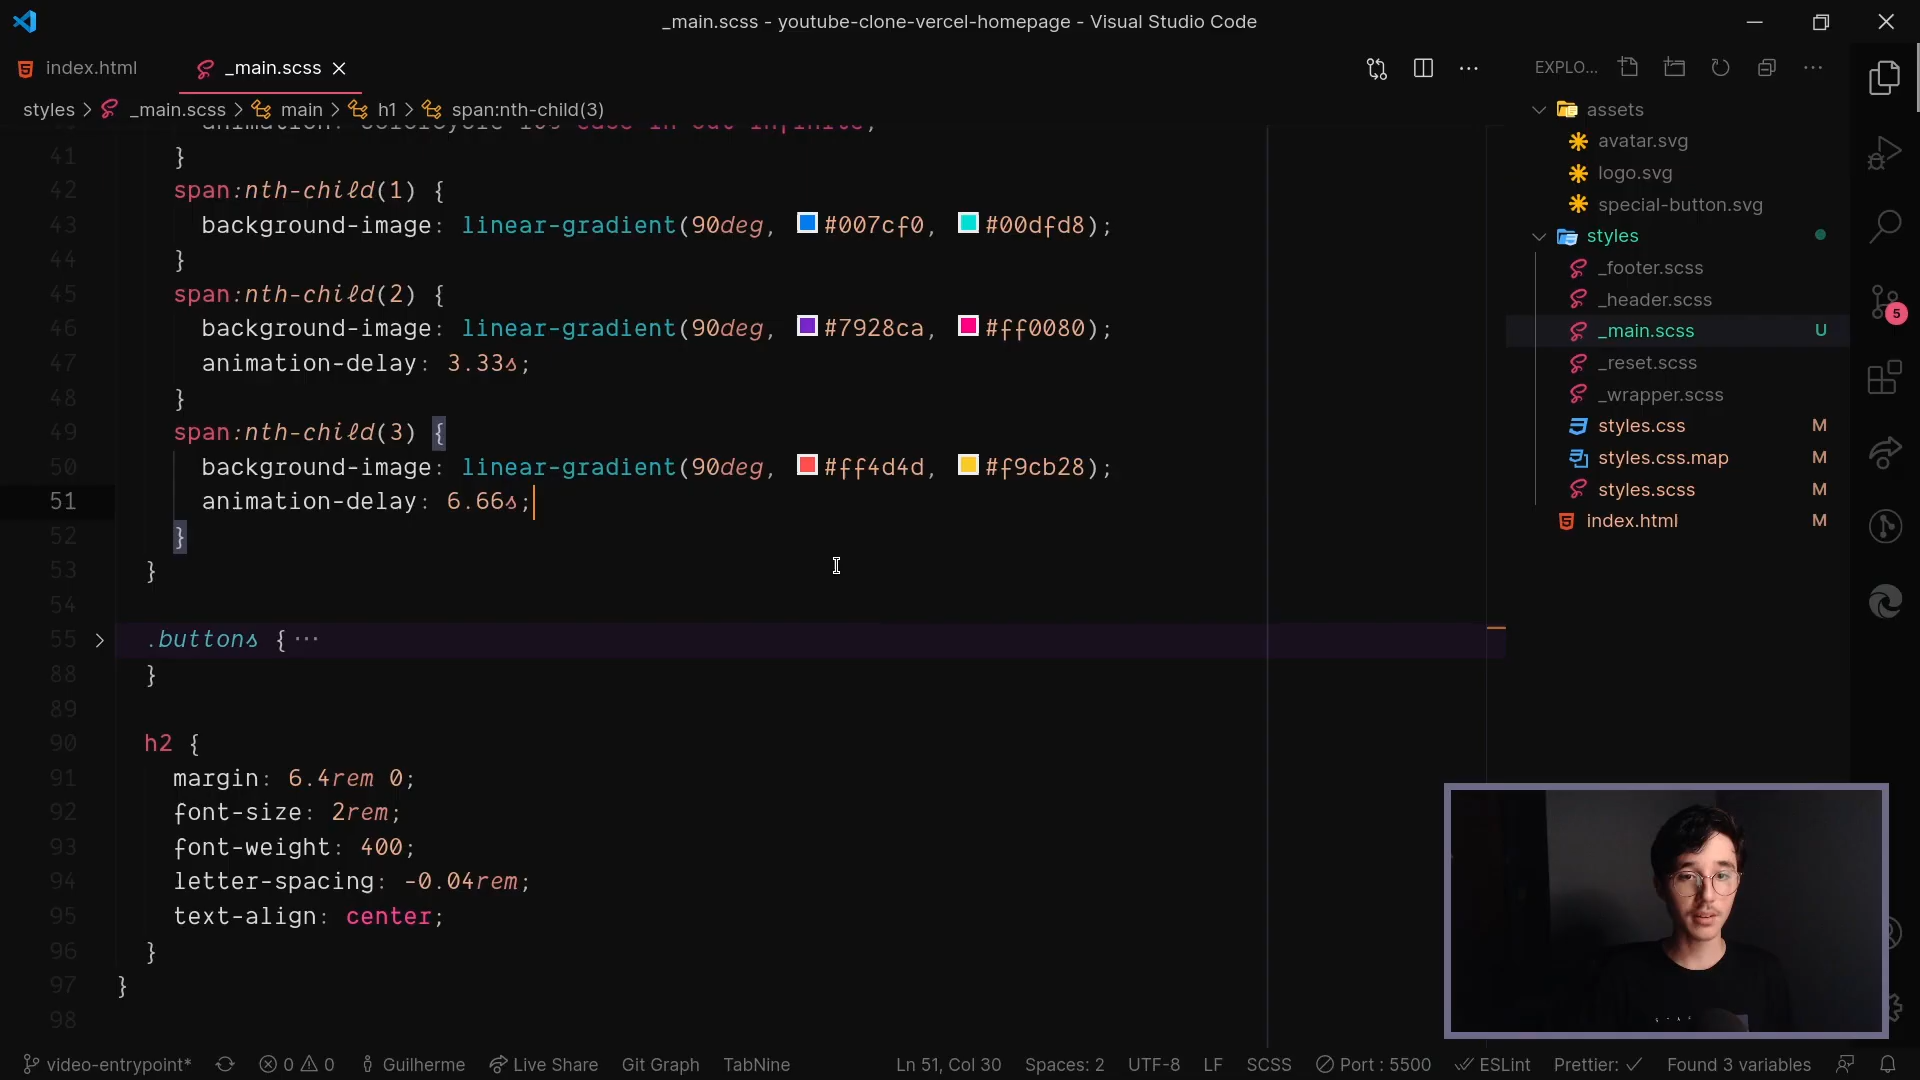 _main.scss - youtube-clone-vercel-homepage - Visual Studio Code
index.html
_main.scss
EXPLO...
styles > _main.scss > main > h1 > span:nth-child(3)
41 }
42 span:nth-child(1) {
43 background-image: linear-gradient(90deg, #007cf0, #00dfd8);
44 }
45 span:nth-child(2) {
46 background-image: linear-gradient(90deg, #7928ca, #ff0080);
47 animation-delay: 3.33s;
48 }
49 span:nth-child(3) {
50 background-image: linear-gradient(90deg, #ff4d4d, #f9cb28);
51 animation-delay: 6.66s;
52 }
53 }
54
55 .buttons { ···
88 }
89
90 h2 {
91 margin: 6.4rem 0;
92 font-size: 2rem;
93 font-weight: 400;
94 letter-spacing: -0.04rem;
95 text-align: center;
96 }
97 }
98
assets
avatar.svg
logo.svg
special-button.svg
styles
_footer.scss
_header.scss
_main.scss U
_reset.scss
_wrapper.scss
styles.css M
styles.css.map M
styles.scss M
index.html M
5
video-entrypoint* 0 0 Guilherme Live Share Git Graph TabNine Ln 51, Col 30 Spaces: 2 UTF-8 LF SCSS Port : 5500 ESLint Prettier: ✓ Found 3 variables